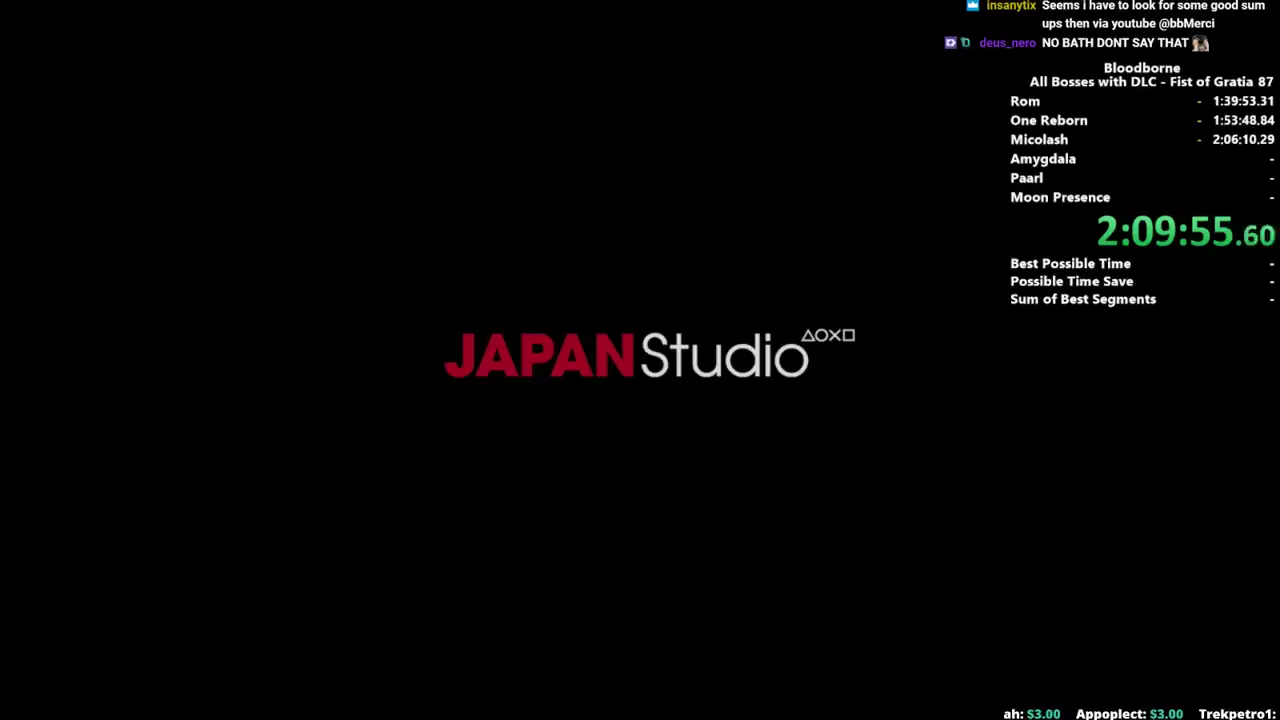 insanytix Seems i have to look for some good sum
ups then via youtube @bbMerci
deus_nero NO BATH DONT SAY THAT
Bloodborne
All Bosses with DLC - Fist of Gratia 87
Rom - 1:39:53.31
One Reborn - 1:53:48.84
Micolash - 2:06:10.29
Amygdala -
Paarl -
Moon Presence -
2:09:55.60
Best Possible Time -
Possible Time Save -
Sum of Best Segments -
JAPAN Studio
ah: $3.00 Appoplect: $3.00 Trekpetro1: